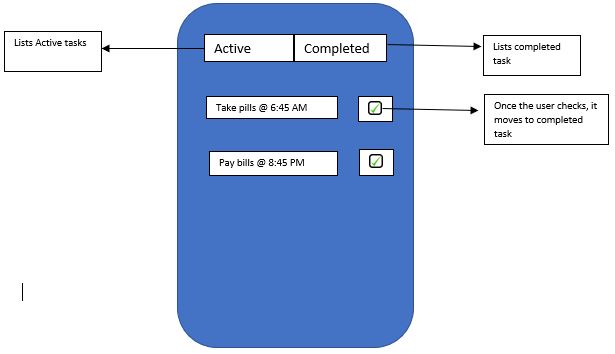 Lists Active tasks
Active
Completed
Lists completed
task
Take pills @ 6:45 AM
Once the user checks, it
moves to completed
task
Pay bills @ 8:45 PM